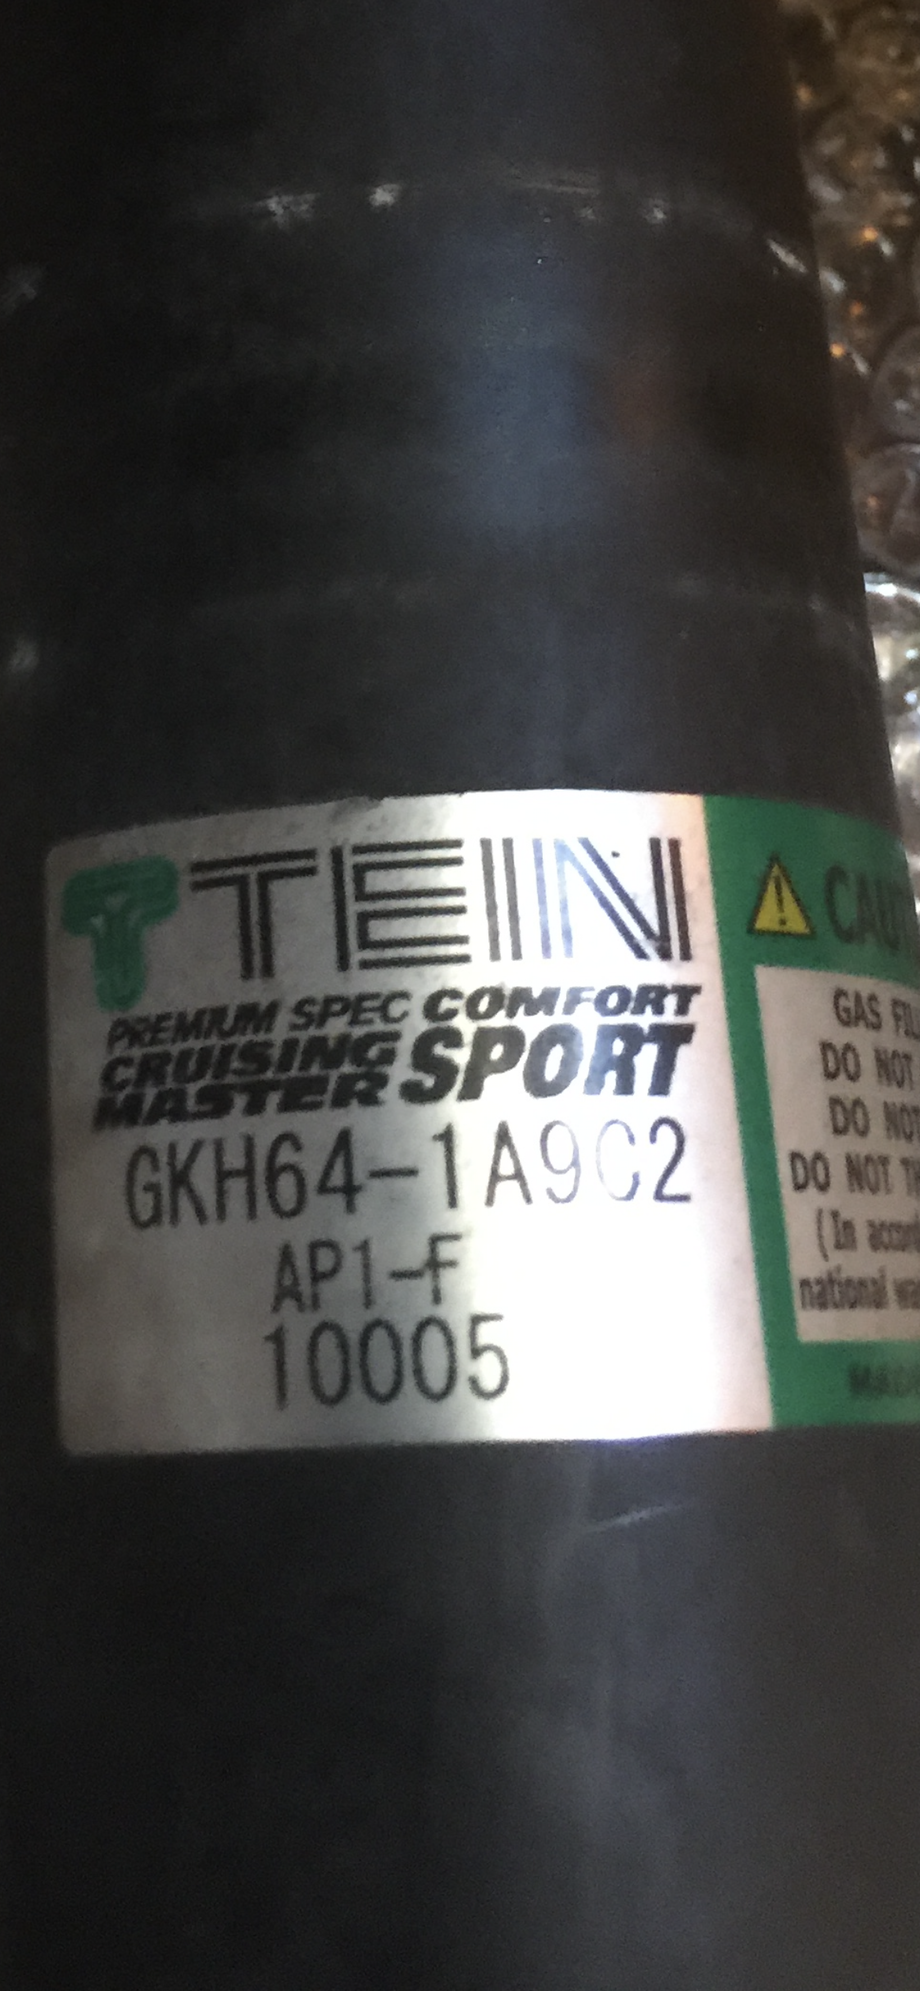 TEIN
PREMIUM SPEC COMFORT
CRUISING
MASTER SPORT
GKH64-1A9C2
AP1-F
10005
GAS
DO NOT
DO NOT
DO NOT
(In
national